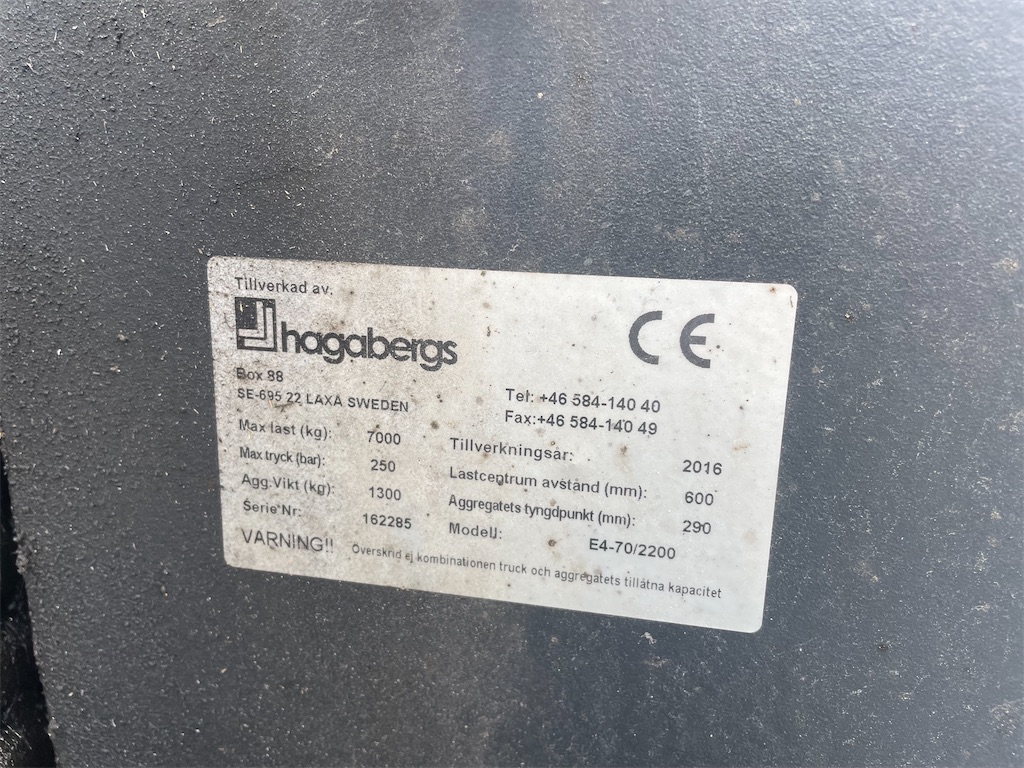 Tillverkad av.
hagabergs
CE
Box 88
SE-695 22 LAXÅ SWEDEN
Tel: +46 584-140 40
Fax:+46 584-140 49
Max last (kg): 7000
Tillverkningsår: 2016
Max tryck (bar): 250
Lastcentrum avstånd (mm): 600
Agg.Vikt (kg): 1300
Aggregatets tyngdpunkt (mm): 290
Serie Nr: 162285
Modell: E4-70/2200
VARNING!! Överskrid ej kombinationen truck och aggregatets tillåtna kapacitet